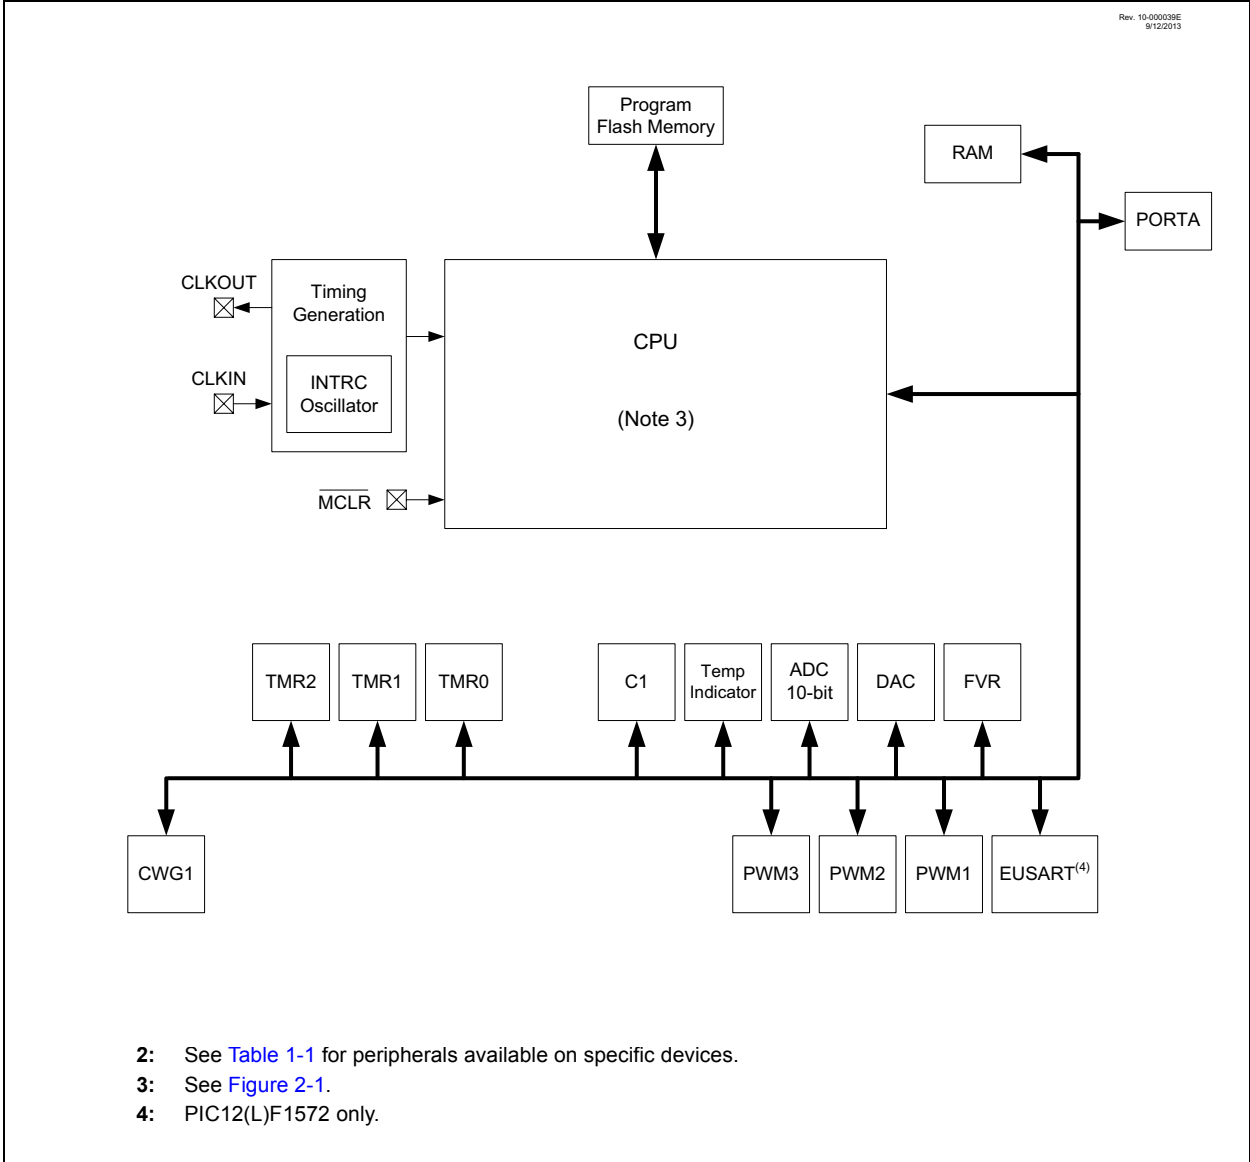 Rev. 10-000039E
9/12/2013
Program
Flash Memory
RAM
PORTA
CLKOUT
Timing
Generation
CPU
CLKIN
INTRC
Oscillator
(Note 3)
MCLR
TMR2
TMR1
TMR0
C1
Temp
Indicator
ADC
10-bit
DAC
FVR
CWG1
PWM3
PWM2
PWM1
EUSART(4)
2: See Table 1-1 for peripherals available on specific devices.
3: See Figure 2-1.
4: PIC12(L)F1572 only.